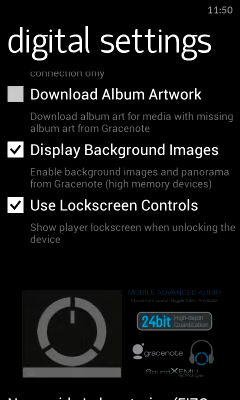 11:50
digital settings
connection only
Download Album Artwork
Download album art for media with missing
album art from Gracenote
Display Background Images
Enable background images and panorama
from Gracenote (high memory devices)
Use Lockscreen Controls
Show player lockscreen when unlocking the
device
MOBILE ADVANCED AUDIO
24bit High-depth
Quantization
gracenote
SoundXEMU